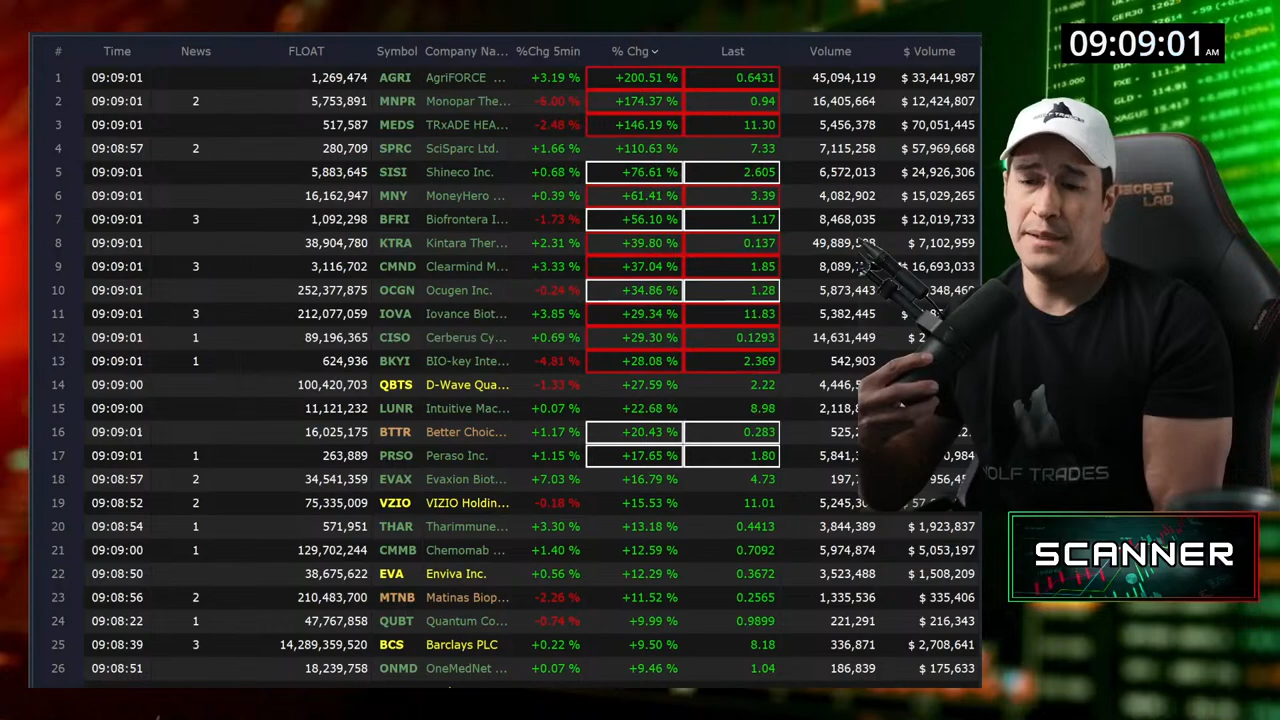 # Time News FLOAT Symbol Company Na... %Chg 5min % Chg Last Volume $ Volume
1 09:09:01 1,269,474 AGRI AgriFORCE ... +3.19 % +200.51 % 0.6431 45,094,119 $ 33,441,987
2 09:09:01 2 5,753,891 MNPR Monopar The... +174.37 % 0.94 16,405,664 $ 12,424,807
3 09:09:01 MEDS TRxADE HEA... -2.48 % +146.19 % 11.30 5,456,378 $ 70,051,445
4 09:08:57 2 280,709 SPRC SciSparc Ltd. +1.66 % +110.63 % 7.33 7,115,258 $ 57,969,668
5 09:09:01 SISI Shineco Inc. +0.68 % +76.61 % 2.605 6,572,013 $ 24,926,306
6 09:09:01 16,162,947 MNY MoneyHero ... +0.39 % +61.41 % 3.39 4,082,902 $ 15,029,265
7 09:09:01 3 1,092,298 BFRI Biofrontera I... -1.73 % +56.10 % 1.17 8,468,035 $ 12,019,733
8 09:09:01 38,904,780 KTRA Kintara Ther... +2.31 % +39.80 % 0.137 $ 7,102,959
9 09:09:01 3 3,116,702 CMND Clearmind M... +3.33 % +37.04 % 1.85 $ 16,693,033
10 09:09:01 252,377,875 OCGN Ocugen Inc. -0.24 % +34.86 % 1.28 5,873,443
11 09:09:01 3 212,077,059 IOVA Iovance Biot... +3.85 % +29.34 % 11.83 5,382,445
12 09:09:01 1 89,196,365 CISO Cerberus Cy... +0.69 % +29.30 % 0.1293 14,631,449
13 09:09:01 1 624,936 BKYI BIO-key Inte... -4.81 % +28.08 % 2.369 542,903
14 09:09:00 100,420,703 QBTS D-Wave Qua... -1.33 % +27.59 % 2.22
15 09:09:00 11,121,232 LUNR Intuitive Mac... +0.07 % +22.68 % 8.98
16 09:09:01 16,025,175 BTTR Better Choic... +1.17 % +20.43 % 0.283
17 09:09:01 1 263,889 PRSO Peraso Inc. +1.15 % +17.65 % 1.80
18 09:08:57 2 34,541,359 EVAX Evaxion Biot... +7.03 % +16.79 % 4.73
19 09:08:52 2 75,335,009 VZIO VIZIO Holdin... -0.18 % +15.53 % 11.01
20 09:08:54 1 571,951 THAR Tharimmune... +3.30 % +13.18 % 0.4413 3,844,389 $ 1,923,837
21 09:09:00 1 129,702,244 CMMB Chemomab ... +1.40 % +12.59 % 0.7092 5,974,874 $ 5,053,197
22 09:08:50 38,675,622 EVA Enviva Inc. +0.56 % +12.29 % 0.3672 3,523,488 $ 1,508,209
23 09:08:56 2 210,483,700 MTNB Matinas Biop... -2.26 % +11.52 % 0.2565 1,335,536 $ 335,406
24 09:08:22 1 47,767,858 QUBT Quantum Co... -0.74 % +9.99 % 0.9899 221,291 $ 216,343
25 09:08:39 3 14,289,359,520 BCS Barclays PLC +0.22 % +9.50 % 8.18 336,871 $ 2,708,641
26 09:08:51 18,239,758 ONMD OneMedNet ... +0.07 % +9.46 % 1.04 186,839 $ 175,633
09:09:01 AM
SECRET
LAB
WOLF TRADES
SCANNER